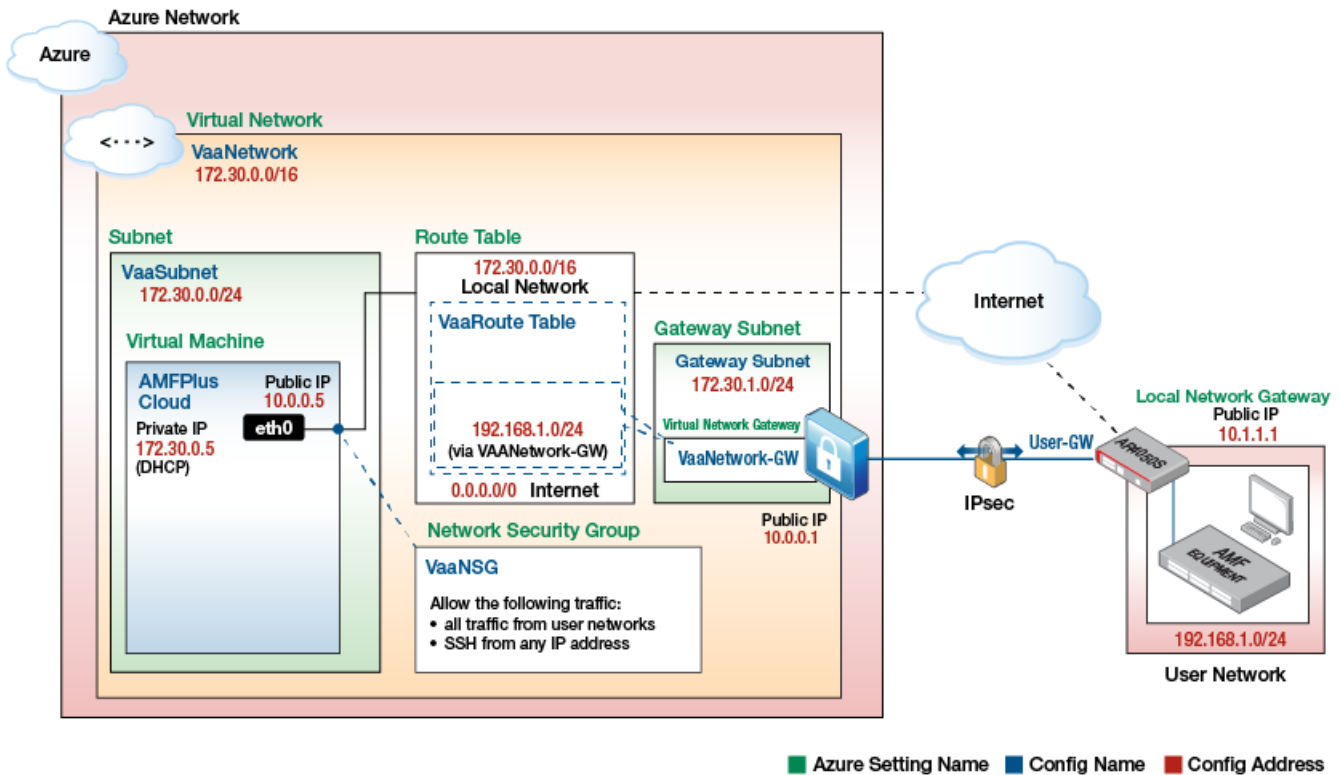 Azure Network
Azure
<···>
Virtual Network
VaaNetwork
172.30.0.0/16
Subnet
VaaSubnet
172.30.0.0/24
Virtual Machine
AMFPlus
Cloud
Public IP
10.0.0.5
Private IP
172.30.0.5
(DHCP)
eth0
Route Table
172.30.0.0/16
Local Network
VaaRoute Table
192.168.1.0/24
(via VAANetwork-GW)
0.0.0.0/0 Internet
Gateway Subnet
Gateway Subnet
172.30.1.0/24
Virtual Network Gateway
VaaNetwork-GW
Public IP
10.0.0.1
Network Security Group
VaaNSG
Allow the following traffic:
• all traffic from user networks
• SSH from any IP address
Internet
IPsec
User-GW
Local Network Gateway
Public IP
10.1.1.1
AMF
EQUIPMENT
192.168.1.0/24
User Network
Azure Setting Name
Config Name
Config Address